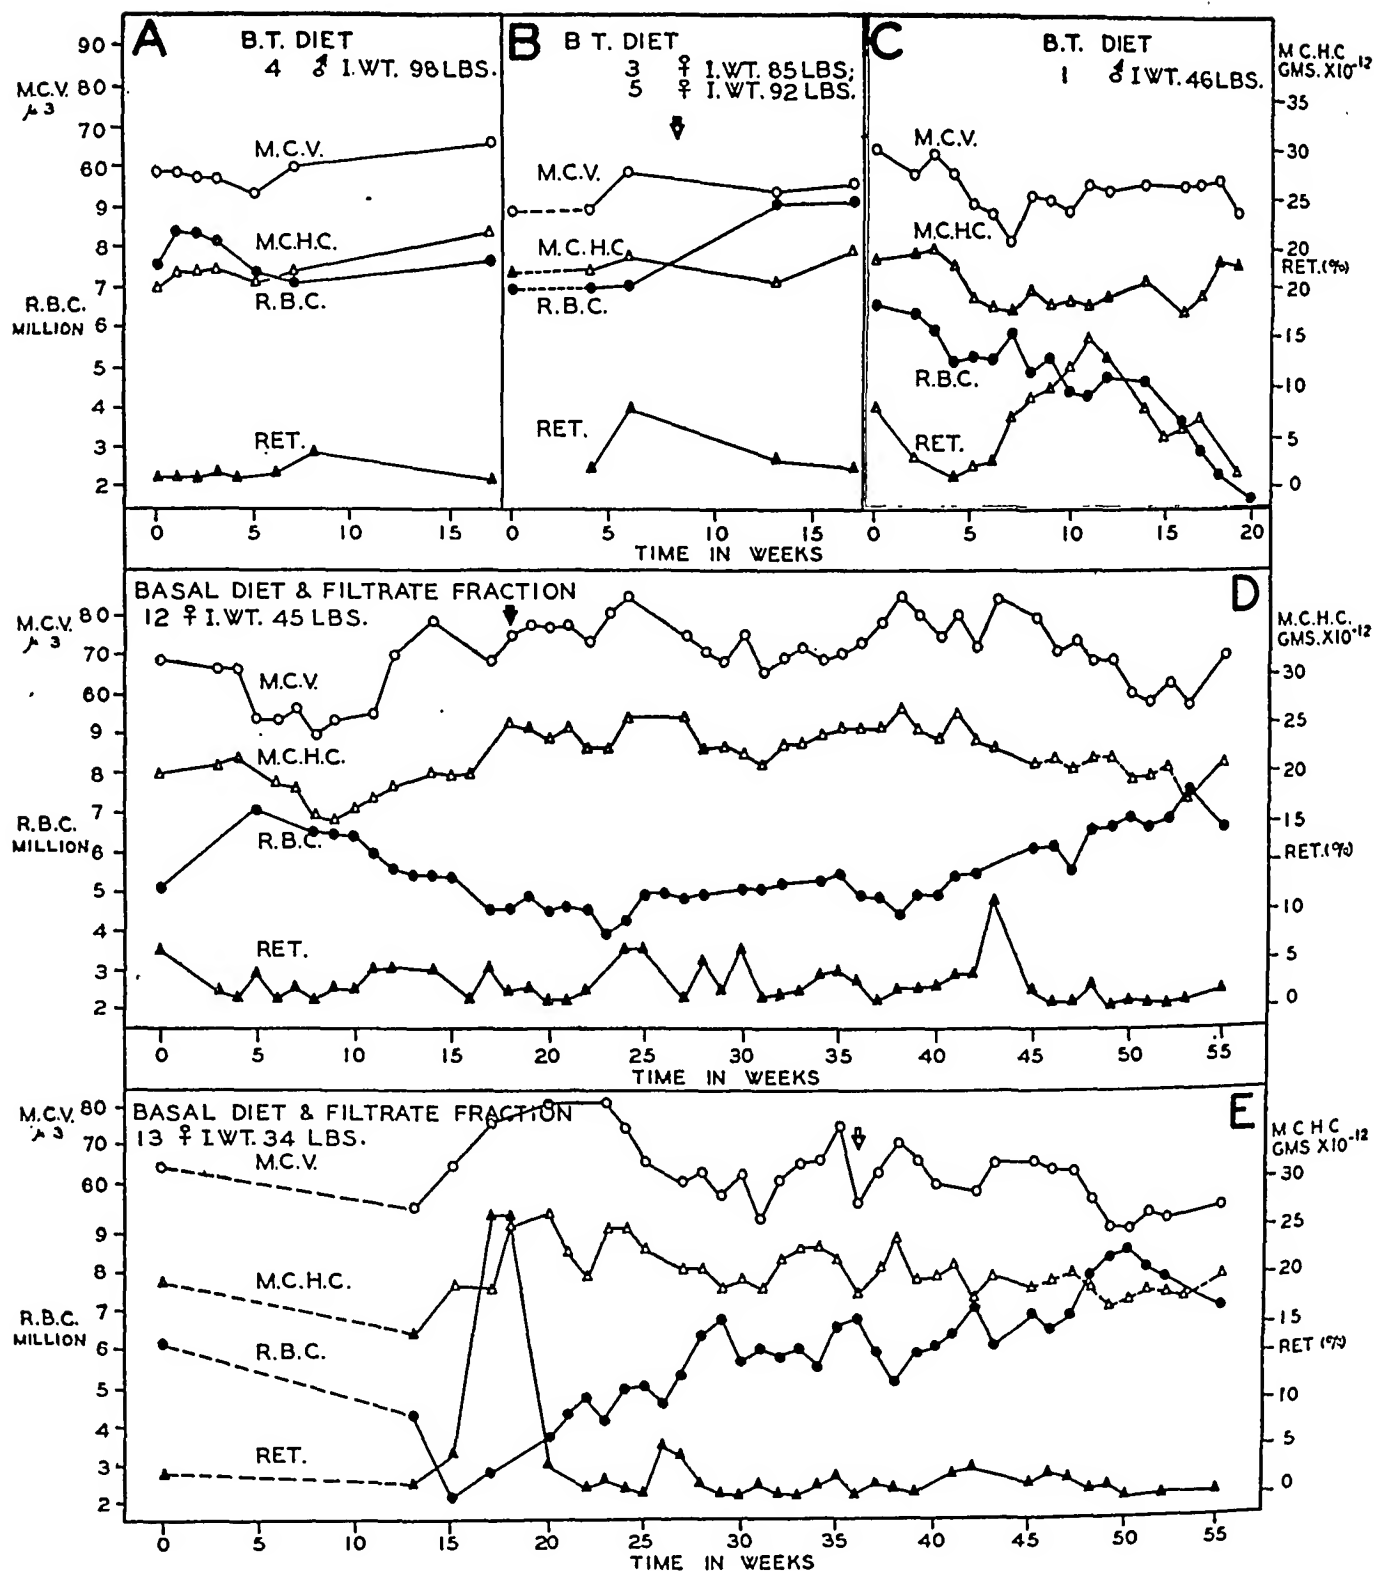 A
B.T. DIET
4 ♂ I.WT. 98 LBS.
M.C.V.
μ 3
90
80
70
60
9
8
7
6
5
4
3
2
R.B.C.
MILLION
M.C.V.
M.C.H.C.
R.B.C.
RET.
0 5 10 15
B
B T. DIET
3 ♀ I.WT. 85 LBS;
5 ♀ I.WT. 92 LBS.
M.C.V.
M.C.H.C.
R.B.C.
RET.
0 5 10 15
C
B.T. DIET
1 ♂ I WT. 46 LBS.
M.C.V.
M.C.H.C.
R.B.C.
RET.
M C.H.C
GMS. X10-12
35
30
25
20
RET.(%)
20
15
10
5
0
0 5 10 15 20
TIME IN WEEKS
BASAL DIET & FILTRATE FRACTION
12 ♀ I.WT. 45 LBS.
D
M.C.V.
μ 3
80
70
60
9
8
7
6
5
4
3
2
R.B.C.
MILLION
M.C.V.
M.C.H.C.
R.B.C.
RET.
M.C.H.C.
GMS.X10-12
30
25
20
15
RET.(%)
10
5
0
0 5 10 15 20 25 30 35 40 45 50 55
TIME IN WEEKS
BASAL DIET & FILTRATE FRACTION
13 ♀ I.WT. 34 LBS.
E
M.C.V.
μ 3
80
70
60
9
8
7
6
5
4
3
2
R.B.C.
MILLION
M.C.V.
M.C.H.C.
R.B.C.
RET.
M C H C
GMS X10-12
30
25
20
15
RET (%)
10
5
0
0 5 10 15 20 25 30 35 40 45 50 55
TIME IN WEEKS